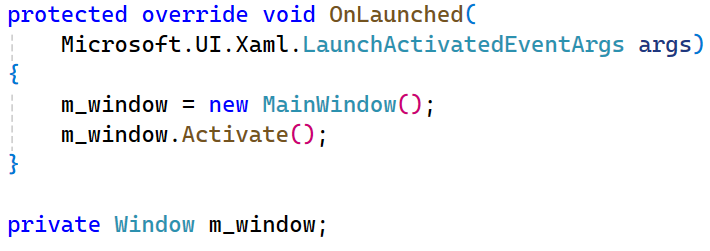 protected override void OnLaunched(
    Microsoft.UI.Xaml.LaunchActivatedEventArgs args)
{
    m_window = new MainWindow();
    m_window.Activate();
}

private Window m_window;